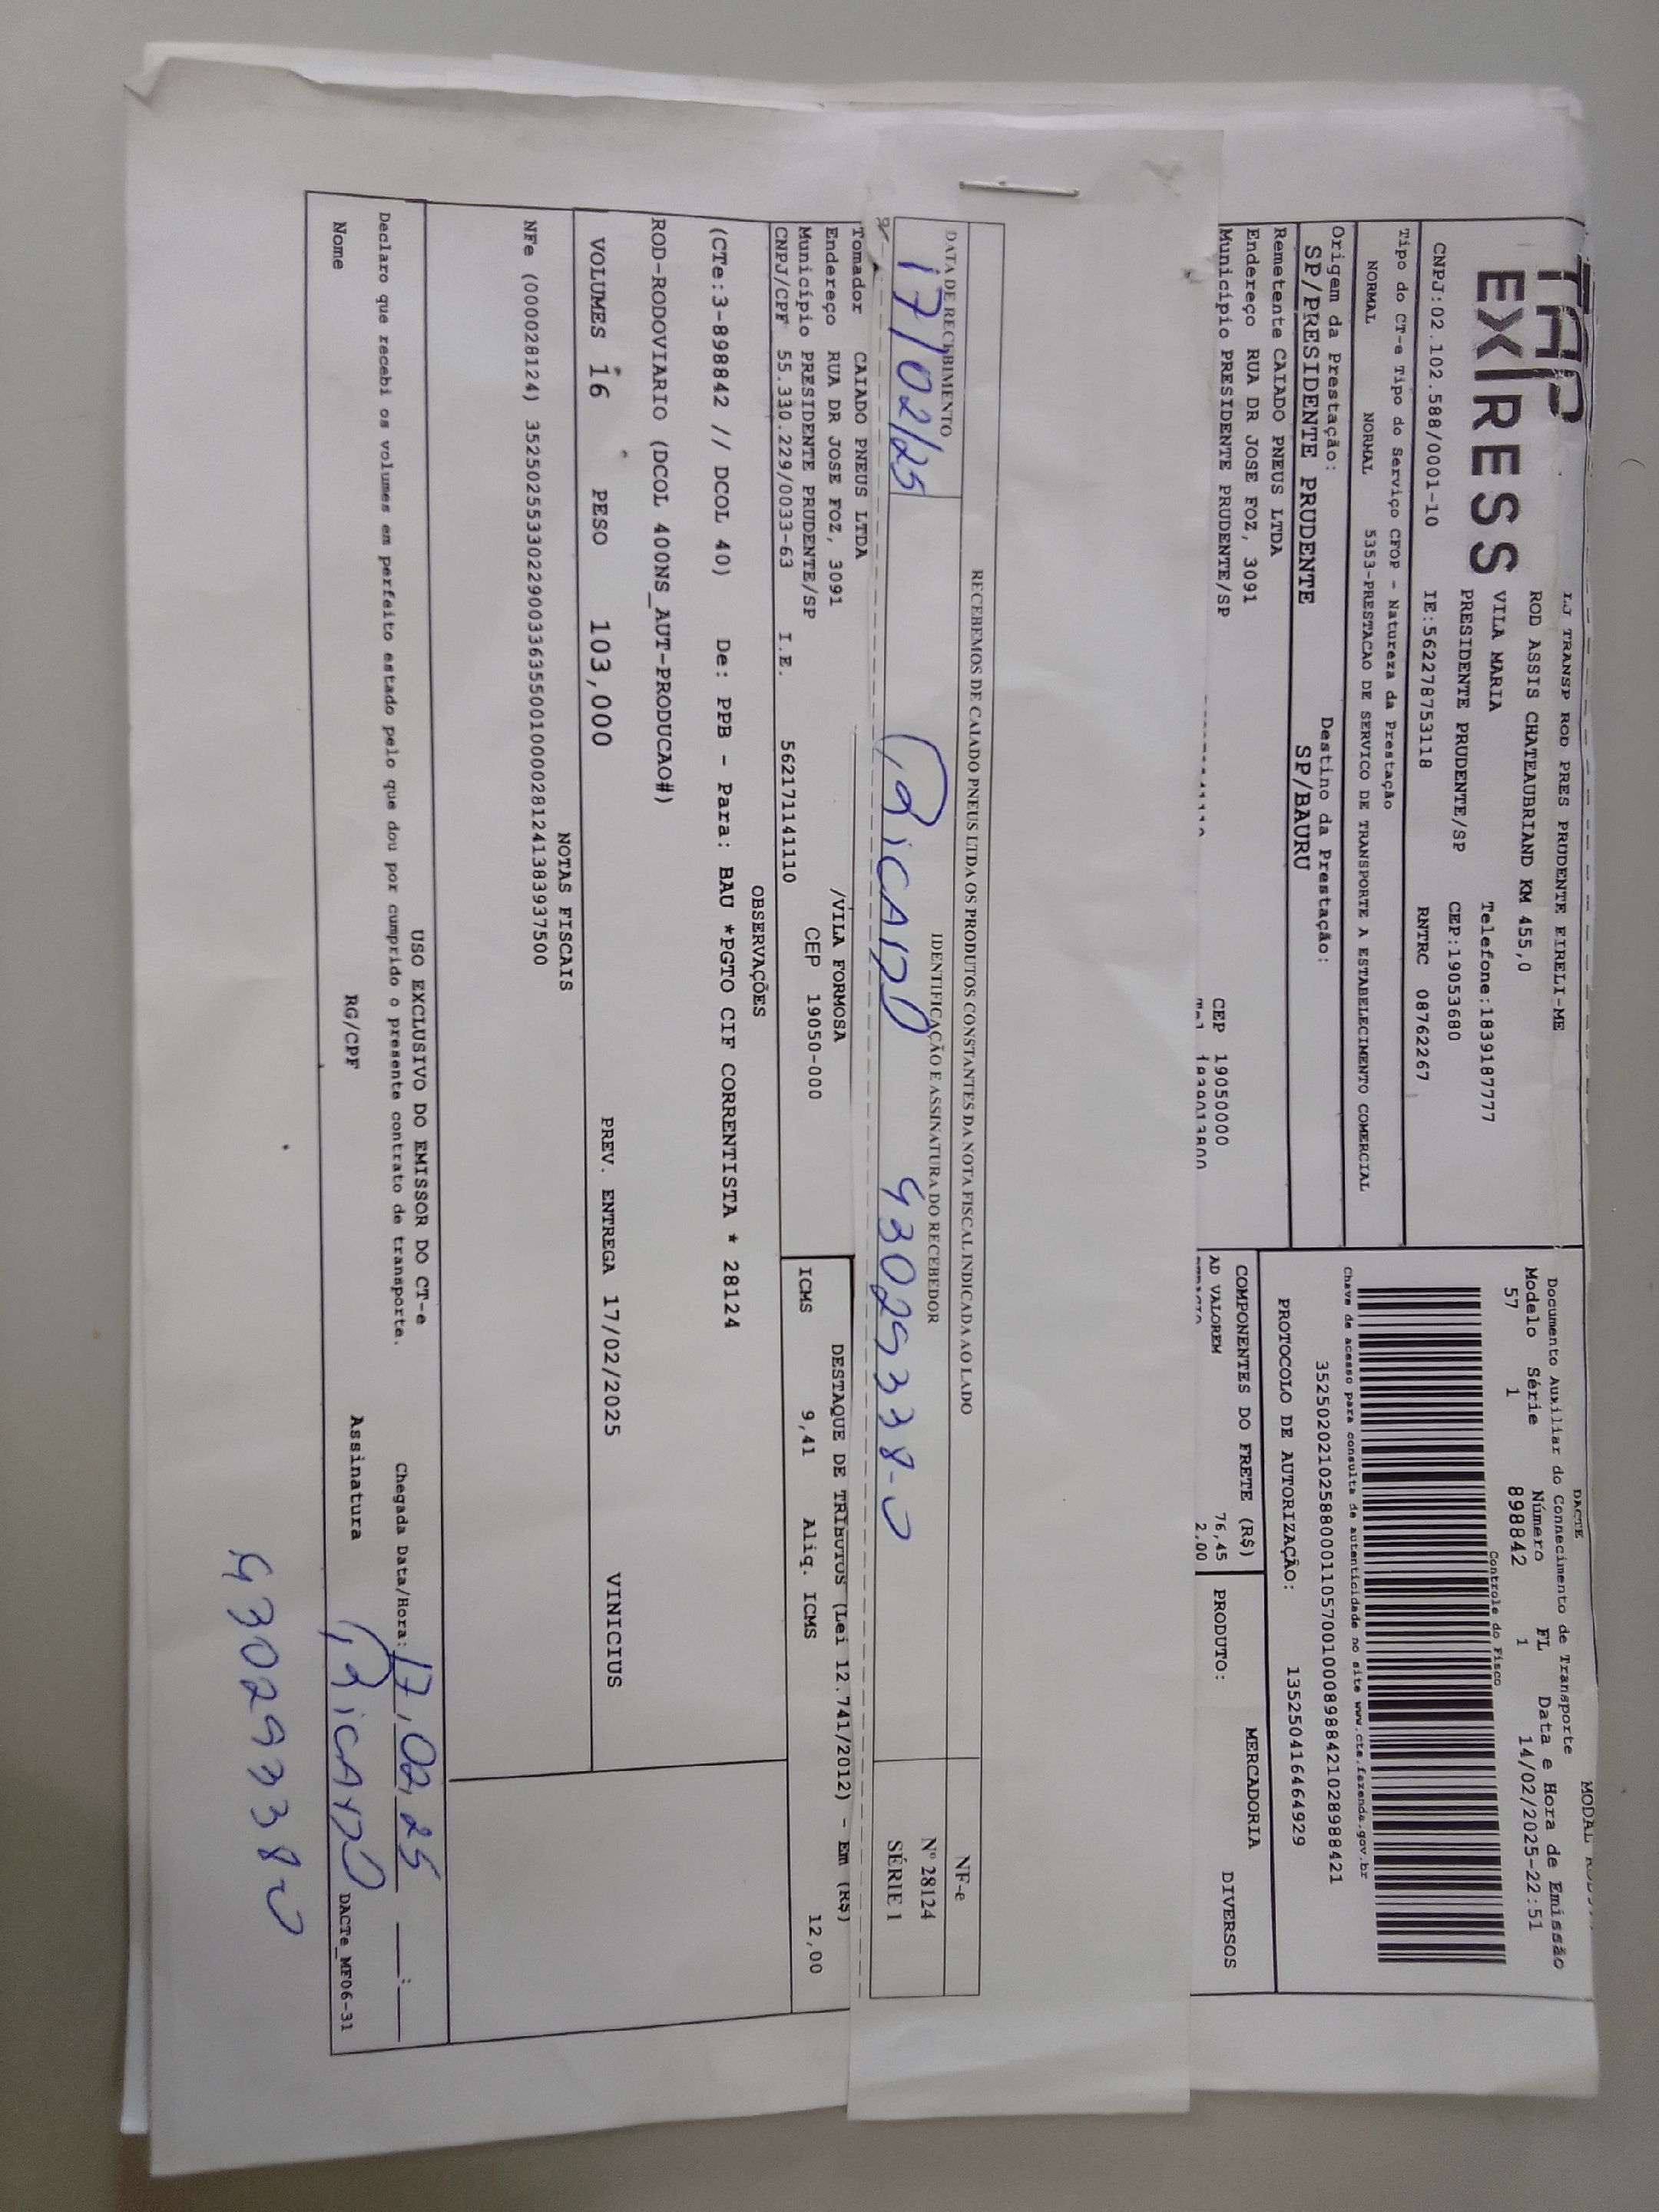 TAP
EXPRESS
LJ TRANSP ROD PRES PRUDENTE EIRELI-ME
ROD ASSIS CHATEAUBRIAND KM 455,0
VILA MARIA Telefone:1839187777
PRESIDENTE PRUDENTE/SP CEP:19053680
CNPJ:02.102.588/0001-10 IE:562278753118 RNTRC 08762267
Tipo do CT-e Tipo do Serviço CFOP - Natureza da Prestação
NORMAL NORMAL 5353-PRESTACAO DE SERVICO DE TRANSPORTE A ESTABELECIMENTO COMERCIAL
Origem da Prestação: Destino da Prestação:
SP/PRESIDENTE PRUDENTE SP/BAURU
Remetente CAIADO PNEUS LTDA
Endereço RUA DR JOSE FOZ, 3091
Município PRESIDENTE PRUDENTE/SP CEP 19050000
MODAL
DACTE
Documento Auxiliar do Conhecimento de Transporte
Modelo Série Número FL Data e Hora de Emissão
57 1 898842 1 14/02/2025-22:51
Controle do Fisco
Chave de acesso para consulta de autenticidade no site www.cte.fazenda.gov.br
35250202102588000110570010008988421028988421
PROTOCOLO DE AUTORIZAÇÃO: 135250416464929
COMPONENTES DO FRETE (R$) MERCADORIA
AD VALOREM 76,45 PRODUTO: DIVERSOS
2,00
RECEBEMOS DE CAIADO PNEUS LTDA OS PRODUTOS CONSTANTES DA NOTA FISCAL INDICADA AO LADO
NF-e
Nº 28124
SÉRIE 1
DATA DE RECEBIMENTO IDENTIFICAÇÃO E ASSINATURA DO RECEBEDOR
17/02/25 RICARDO 43029338-0
Tomador CAIADO PNEUS LTDA
Endereço RUA DR JOSE FOZ, 3091 /VILA FORMOSA
Município PRESIDENTE PRUDENTE/SP CEP 19050-000
CNPJ/CPF 55.330.229/0033-63 I.E. 562171141110
DESTAQUE DE TRIBUTOS (Lei 12.741/2012) - Em (R$)
ICMS 9,41 Aliq. ICMS 12,00
OBSERVAÇÕES
(CTe:3-898842 // DCOL 40) De: PPB - Para: BAU *PGTO CIF CORRENTISTA * 28124
ROD-RODOVIARIO (DCOL 400NS_AUT-PRODUCAO#)
VOLUMES 16 PESO 103,000 PREV. ENTREGA 17/02/2025 VINICIUS
NOTAS FISCAIS
NFe (000028124) 35250255330229003363550010000281241383937500
USO EXCLUSIVO DO EMISSOR DO CT-e
Declaro que recebi os volumes em perfeito estado pelo que dou por cumprido o presente contrato de transporte. Chegada Data/Hora: 17,02,25 __:__
Nome RG/CPF Assinatura RICARDO DACTe_MF06-31
430293380